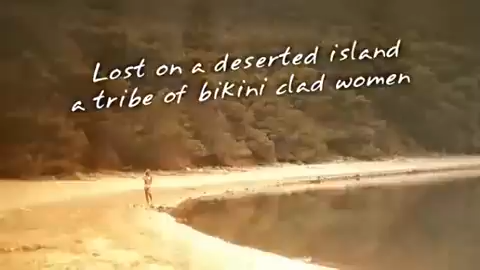 Lost on a deserted island
a tribe of bikini clad women